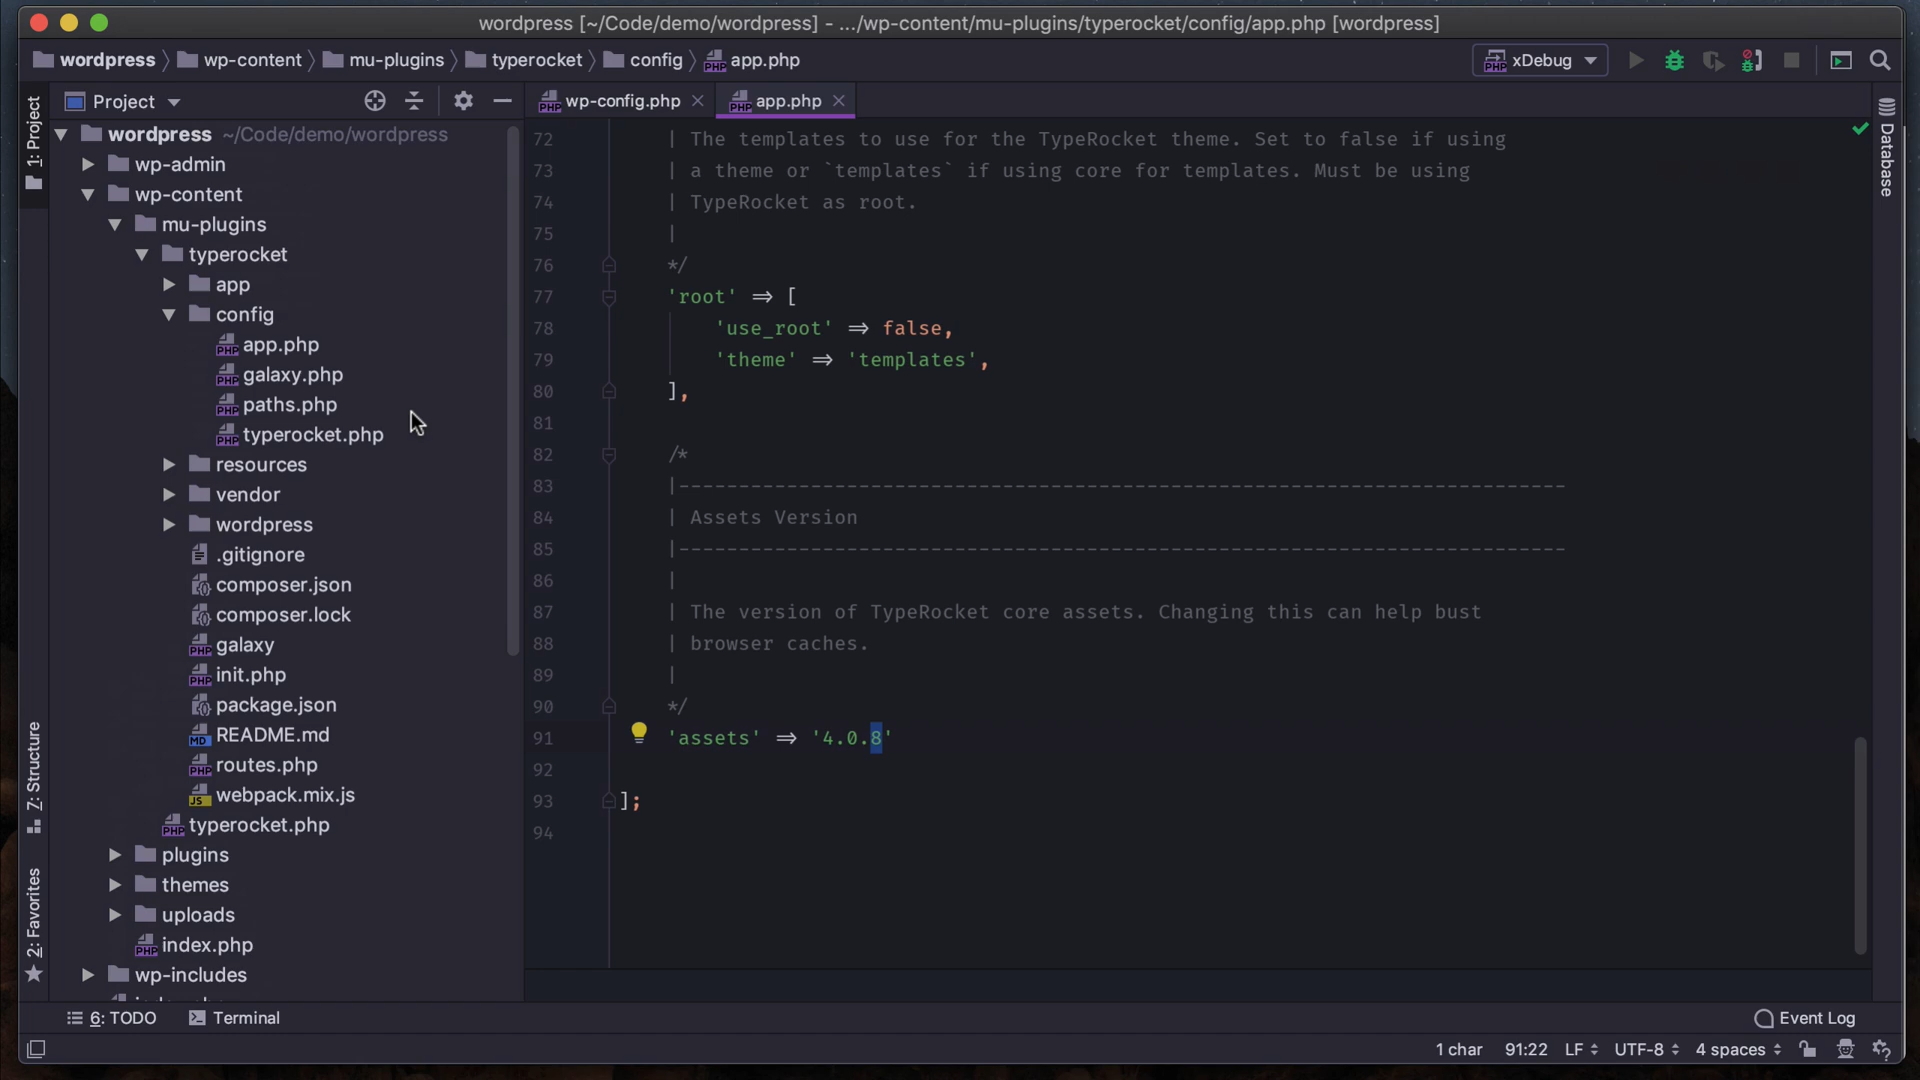 wordpress [~/Code/demo/wordpress] - .../wp-content/mu-plugins/typerocket/config/app.php [wordpress]
wordpress wp-content mu-plugins typerocket config app.php
xDebug
Project
wp-config.php
app.php
1: Project
wordpress ~/Code/demo/wordpress
wp-admin
wp-content
mu-plugins
typerocket
app
config
app.php
galaxy.php
paths.php
typerocket.php
resources
vendor
wordpress
.gitignore
composer.json
composer.lock
galaxy
init.php
package.json
README.md
routes.php
webpack.mix.js
typerocket.php
plugins
themes
uploads
index.php
wp-includes
7: Structure
2: Favorites
72 | The templates to use for the TypeRocket theme. Set to false if using
73 | a theme or `templates` if using core for templates. Must be using
74 | TypeRocket as root.
75 |
76 */
77 'root' => [
78 'use_root' => false,
79 'theme' => 'templates',
80 ],
81
82 /*
83 |--------------------------------------------------------------------------
84 | Assets Version
85 |--------------------------------------------------------------------------
86 |
87 | The version of TypeRocket core assets. Changing this can help bust
88 | browser caches.
89 |
90 */
91 'assets' => '4.0.8'
92
93 ];
94
Database
6: TODO
Terminal
Event Log
1 char 91:22 LF UTF-8 4 spaces